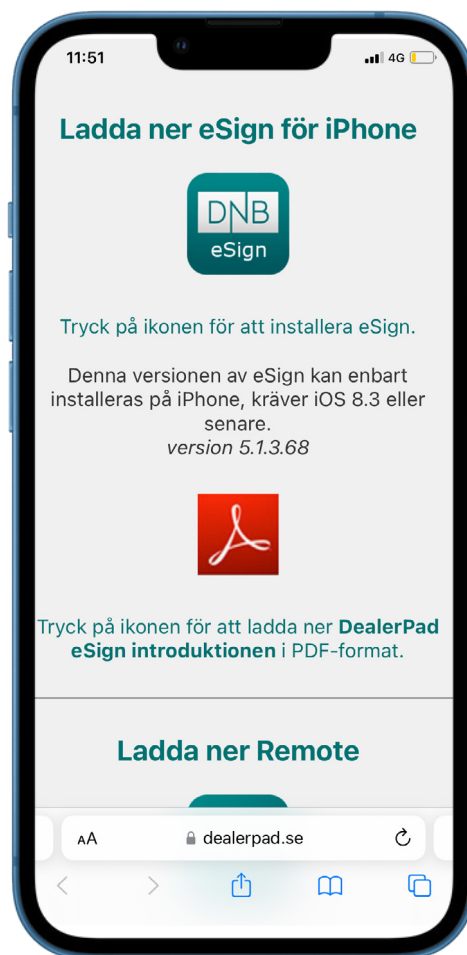 11:51
4G
Ladda ner eSign för iPhone
DNB
eSign
Tryck på ikonen för att installera eSign.
Denna versionen av eSign kan enbart
installeras på iPhone, kräver iOS 8.3 eller
senare.
version 5.1.3.68
Tryck på ikonen för att ladda ner DealerPad
eSign introduktionen i PDF-format.
Ladda ner Remote
AA
dealerpad.se